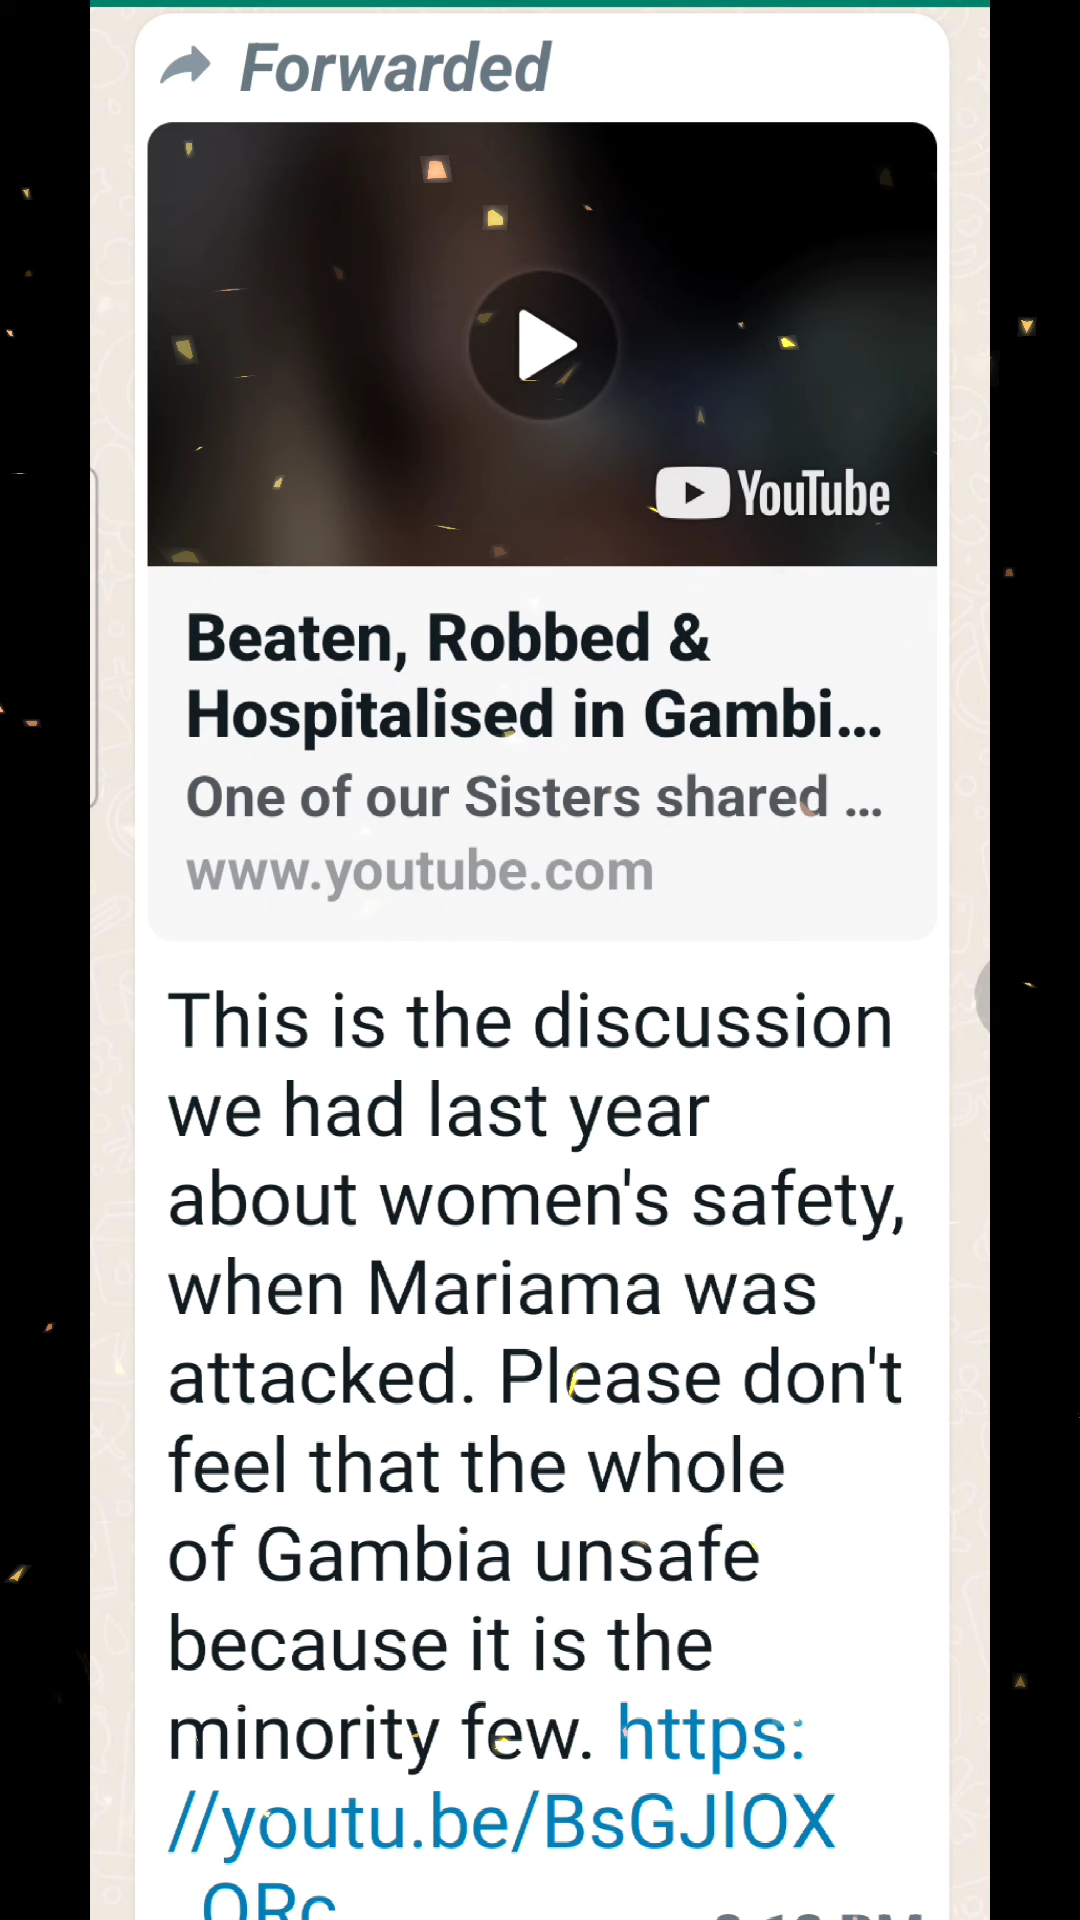 Forwarded
YouTube
Beaten, Robbed &
Hospitalised in Gambi...
One of our Sisters shared ...
www.youtube.com
This is the discussion
we had last year
about women's safety,
when Mariama was
attacked. Please don't
feel that the whole
of Gambia unsafe
because it is the
minority few. https:
//youtu.be/BsGJlOX